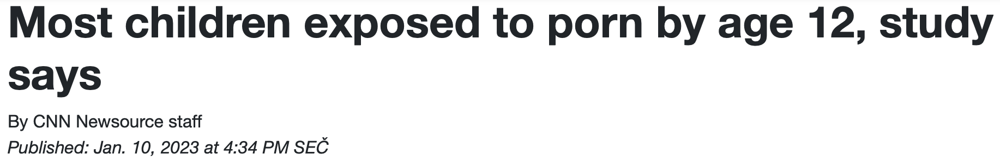 Most children exposed to porn by age 12, study
says
By CNN Newsource staff
Published: Jan. 10, 2023 at 4:34 PM SEČ